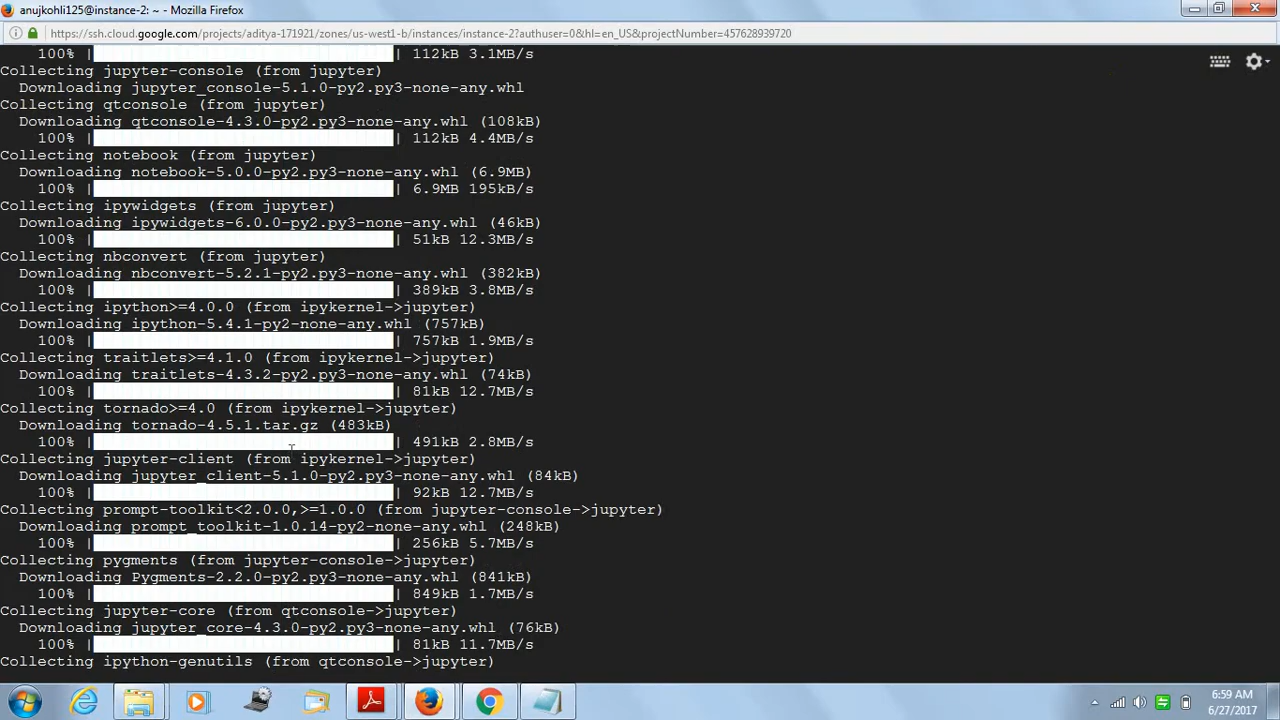 anujkohli125@instance-2: ~ - Mozilla Firefox
https://ssh.cloud.google.com/projects/aditya-171921/zones/us-west1-b/instances/instance-2?authuser=0&hl=en_US&projectNumber=457628939720
100% | | 112kB 3.1MB/s
Collecting jupyter-console (from jupyter)
Downloading jupyter_console-5.1.0-py2.py3-none-any.whl
Collecting qtconsole (from jupyter)
Downloading qtconsole-4.3.0-py2.py3-none-any.whl (108kB)
100% | | 112kB 4.4MB/s
Collecting notebook (from jupyter)
Downloading notebook-5.0.0-py2.py3-none-any.whl (6.9MB)
100% | | 6.9MB 195kB/s
Collecting ipywidgets (from jupyter)
Downloading ipywidgets-6.0.0-py2.py3-none-any.whl (46kB)
100% | | 51kB 12.3MB/s
Collecting nbconvert (from jupyter)
Downloading nbconvert-5.2.1-py2.py3-none-any.whl (382kB)
100% | | 389kB 3.8MB/s
Collecting ipython>=4.0.0 (from ipykernel->jupyter)
Downloading ipython-5.4.1-py2-none-any.whl (757kB)
100% | | 757kB 1.9MB/s
Collecting traitlets>=4.1.0 (from ipykernel->jupyter)
Downloading traitlets-4.3.2-py2.py3-none-any.whl (74kB)
100% | | 81kB 12.7MB/s
Collecting tornado>=4.0 (from ipykernel->jupyter)
Downloading tornado-4.5.1.tar.gz (483kB)
100% | | 491kB 2.8MB/s
Collecting jupyter-client (from ipykernel->jupyter)
Downloading jupyter_client-5.1.0-py2.py3-none-any.whl (84kB)
100% | | 92kB 12.7MB/s
Collecting prompt-toolkit<2.0.0,>=1.0.0 (from jupyter-console->jupyter)
Downloading prompt_toolkit-1.0.14-py2-none-any.whl (248kB)
100% | | 256kB 5.7MB/s
Collecting pygments (from jupyter-console->jupyter)
Downloading Pygments-2.2.0-py2.py3-none-any.whl (841kB)
100% | | 849kB 1.7MB/s
Collecting jupyter-core (from qtconsole->jupyter)
Downloading jupyter_core-4.3.0-py2.py3-none-any.whl (76kB)
100% | | 81kB 11.7MB/s
Collecting ipython-genutils (from qtconsole->jupyter)
6:59 AM
6/27/2017